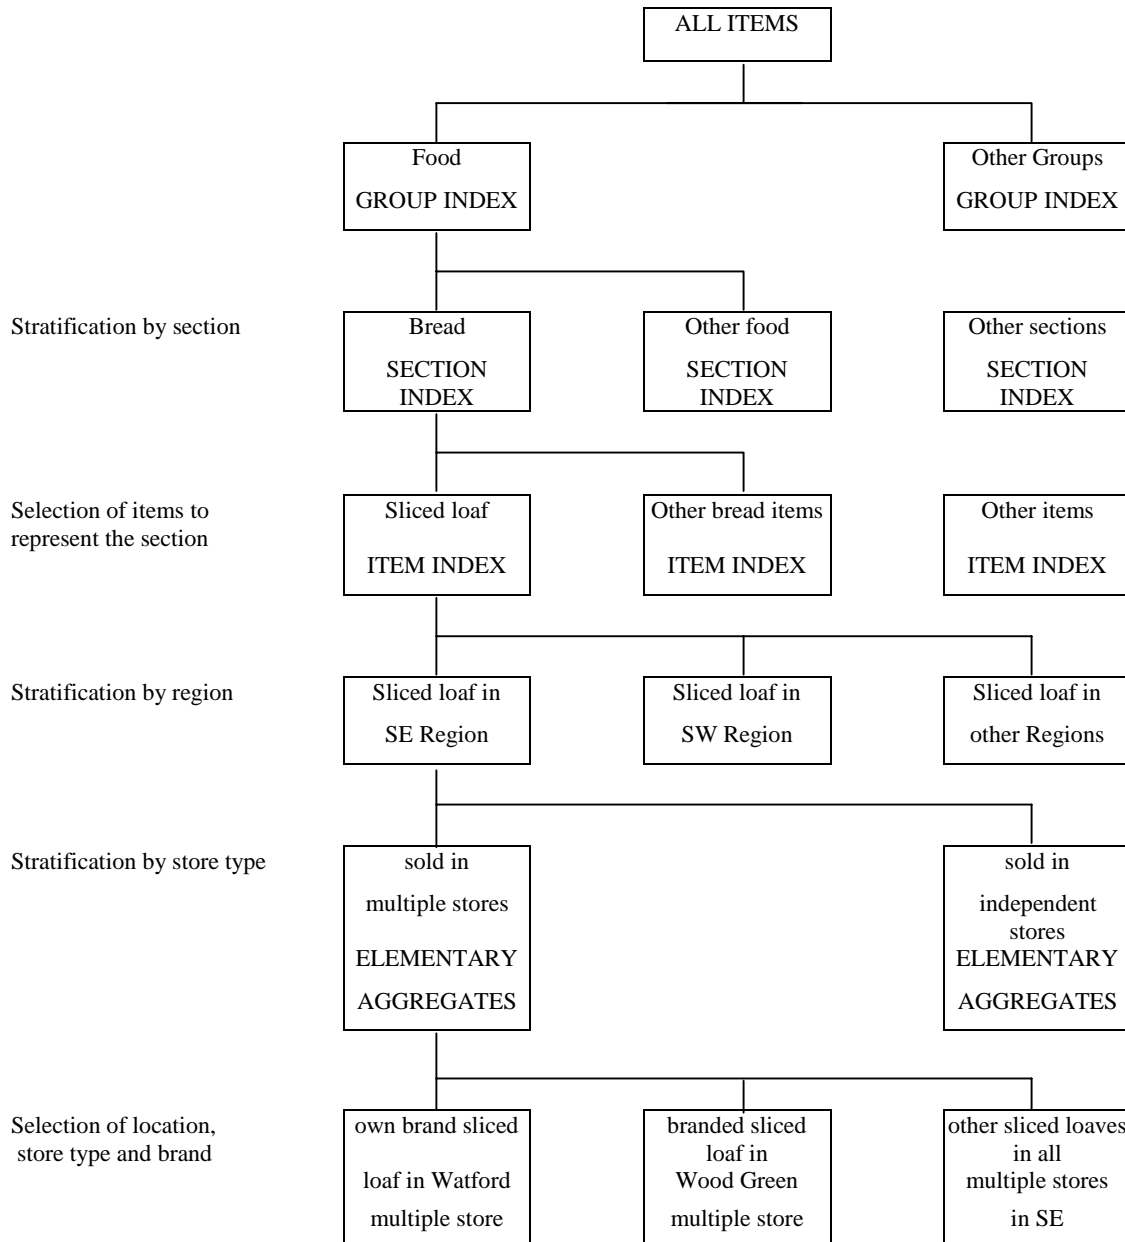 ALL ITEMS
Food
GROUP INDEX
Other Groups
GROUP INDEX
Stratification by section
Bread
SECTION
INDEX
Other food
SECTION
INDEX
Other sections
SECTION
INDEX
Selection of items to
represent the section
Sliced loaf
ITEM INDEX
Other bread items
ITEM INDEX
Other items
ITEM INDEX
Stratification by region
Sliced loaf in
SE Region
Sliced loaf in
SW Region
Sliced loaf in
other Regions
Stratification by store type
sold in
multiple stores
ELEMENTARY
AGGREGATES
sold in
independent
stores
ELEMENTARY
AGGREGATES
Selection of location,
store type and brand
own brand sliced
loaf in Watford
multiple store
branded sliced
loaf in
Wood Green
multiple store
other sliced loaves
in all
multiple stores
in SE